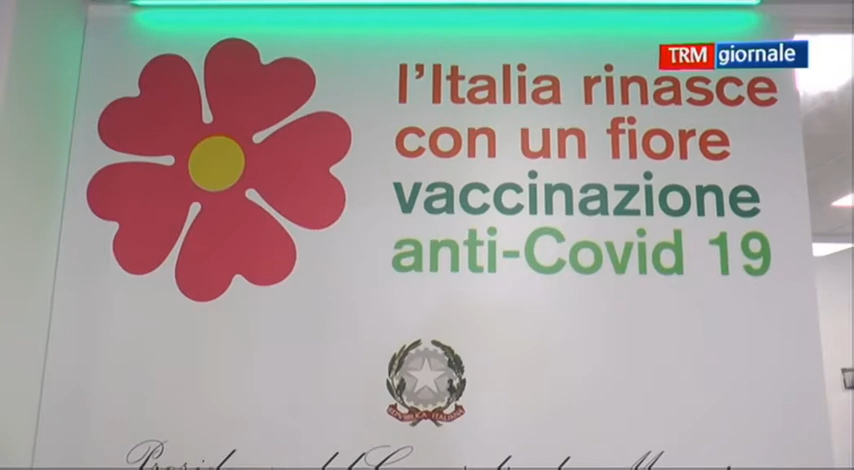 TRM giornale
l'Italia rinasce
con un fiore
vaccinazione
anti-Covid 19
REPVBBLICA ITALIANA